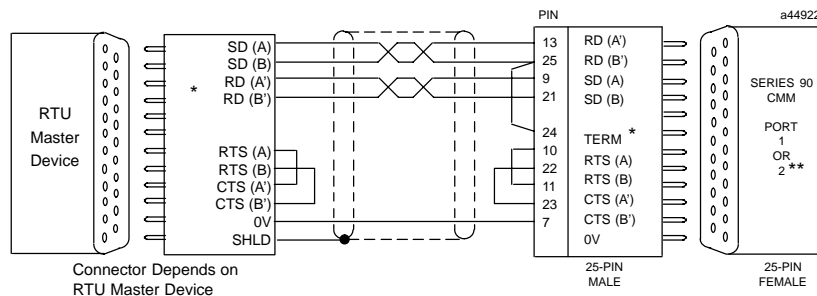 PIN
a44922
SD (A)
SD (B)
RD (A')
RD (B')
*
RTS (A)
RTS (B)
CTS (A')
CTS (B')
0V
SHLD
RTU
Master
Device
13
25
9
21
24
10
22
11
23
7
RD (A')
RD (B')
SD (A)
SD (B)
TERM *
RTS (A)
RTS (B)
CTS (A')
CTS (B')
0V
SERIES 90
CMM
PORT
1
OR
2 **
Connector Depends on
RTU Master Device
25-PIN
MALE
25-PIN
FEMALE